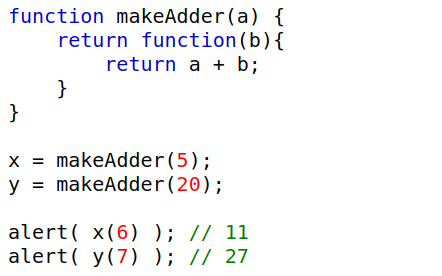 function makeAdder(a) {
    return function(b){
        return a + b;
    }
}

x = makeAdder(5);
y = makeAdder(20);

alert( x(6) ); // 11
alert( y(7) ); // 27